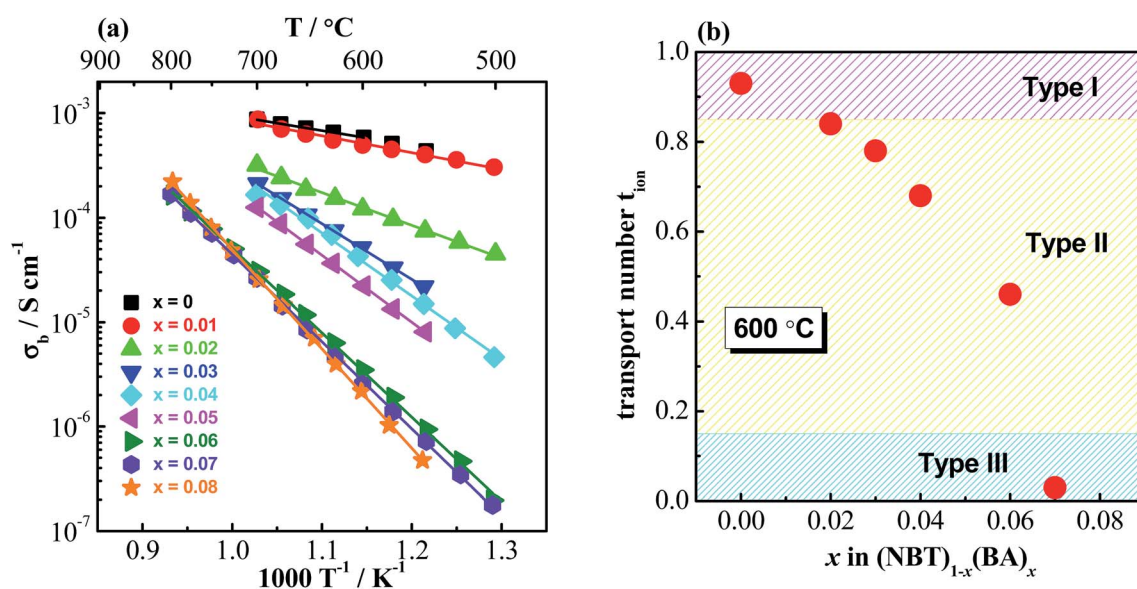 (a)
T / °C
900 800 700 600 500
10⁻³
10⁻⁴
10⁻⁵
10⁻⁶
10⁻⁷
σ_b / S cm⁻¹
x = 0
x = 0.01
x = 0.02
x = 0.03
x = 0.04
x = 0.05
x = 0.06
x = 0.07
x = 0.08
0.9 1.0 1.1 1.2 1.3
1000 T⁻¹ / K⁻¹
(b)
1.0
0.8
0.6
0.4
0.2
0.0
transport number t_ion
Type I
Type II
600 °C
Type III
0.00 0.02 0.04 0.06 0.08
x in (NBT)₁₋ₓ(BA)ₓ